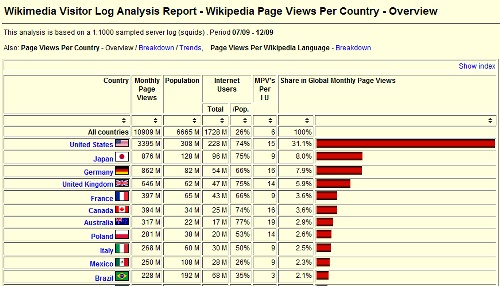 Wikimedia Visitor Log Analysis Report - Wikipedia Page Views Per Country - Overview
This analysis is based on a 1:1000 sampled server log (squids) . Period 07/09 - 12/09
Also: Page Views Per Country - Overview / Breakdown / Trends, Page Views Per Wikipedia Language - Breakdown
Show index
Country Monthly Page Views Population Internet Users MPV's Per I U Share in Global Monthly Page Views
Total /Pop.
All countries 10909 M 6665 M 1728 M 26% 6 100%
United States 3395 M 308 M 228 M 74% 15 31.1%
Japan 876 M 128 M 96 M 75% 9 8.0%
Germany 862 M 82 M 54 M 66% 16 7.9%
United Kingdom 646 M 62 M 47 M 75% 14 5.9%
France 397 M 65 M 43 M 66% 9 3.6%
Canada 394 M 34 M 25 M 74% 16 3.6%
Australia 317 M 22 M 17 M 77% 19 2.9%
Poland 281 M 38 M 20 M 53% 14 2.6%
Italy 268 M 60 M 30 M 50% 9 2.5%
Mexico 250 M 108 M 28 M 26% 9 2.3%
Brazil 228 M 192 M 68 M 35% 3 2.1%